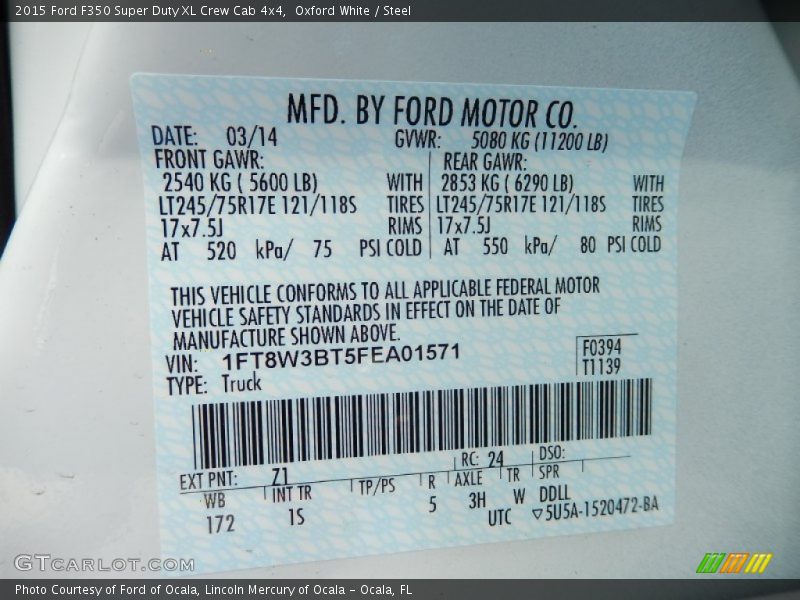 2015 Ford F350 Super Duty XL Crew Cab 4x4,  Oxford White / Steel
MFD. BY FORD MOTOR CO.
DATE: 03/14 GVWR: 5080 KG (11200 LB)
FRONT GAWR: REAR GAWR:
2540 KG ( 5600 LB) WITH 2853 KG ( 6290 LB) WITH
LT245/75R17E 121/118S TIRES LT245/75R17E 121/118S TIRES
17x7.5J RIMS 17x7.5J RIMS
AT 520 kPa/ 75 PSI COLD AT 550 kPa/ 80 PSI COLD
THIS VEHICLE CONFORMS TO ALL APPLICABLE FEDERAL MOTOR
VEHICLE SAFETY STANDARDS IN EFFECT ON THE DATE OF
MANUFACTURE SHOWN ABOVE.
VIN: 1FT8W3BT5FEA01571 F0394
TYPE: Truck T1139
EXT PNT: Z1 RC: 24 DSO:
WB INT TR TP/PS R AXLE TR SPR
172 1S 5 3H W DDLL
UTC ▽5U5A-1520472-BA
GTCARLOT.COM
Photo Courtesy of Ford of Ocala, Lincoln Mercury of Ocala – Ocala, FL